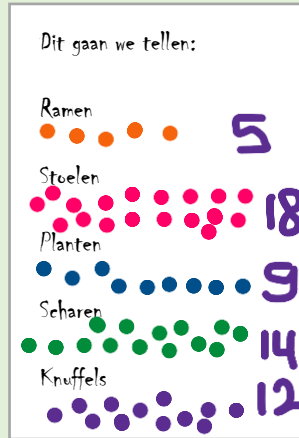 Dit gaan we tellen:
Ramen
5
Stoelen
18
Planten
9
Scharen
14
Knuffels
12